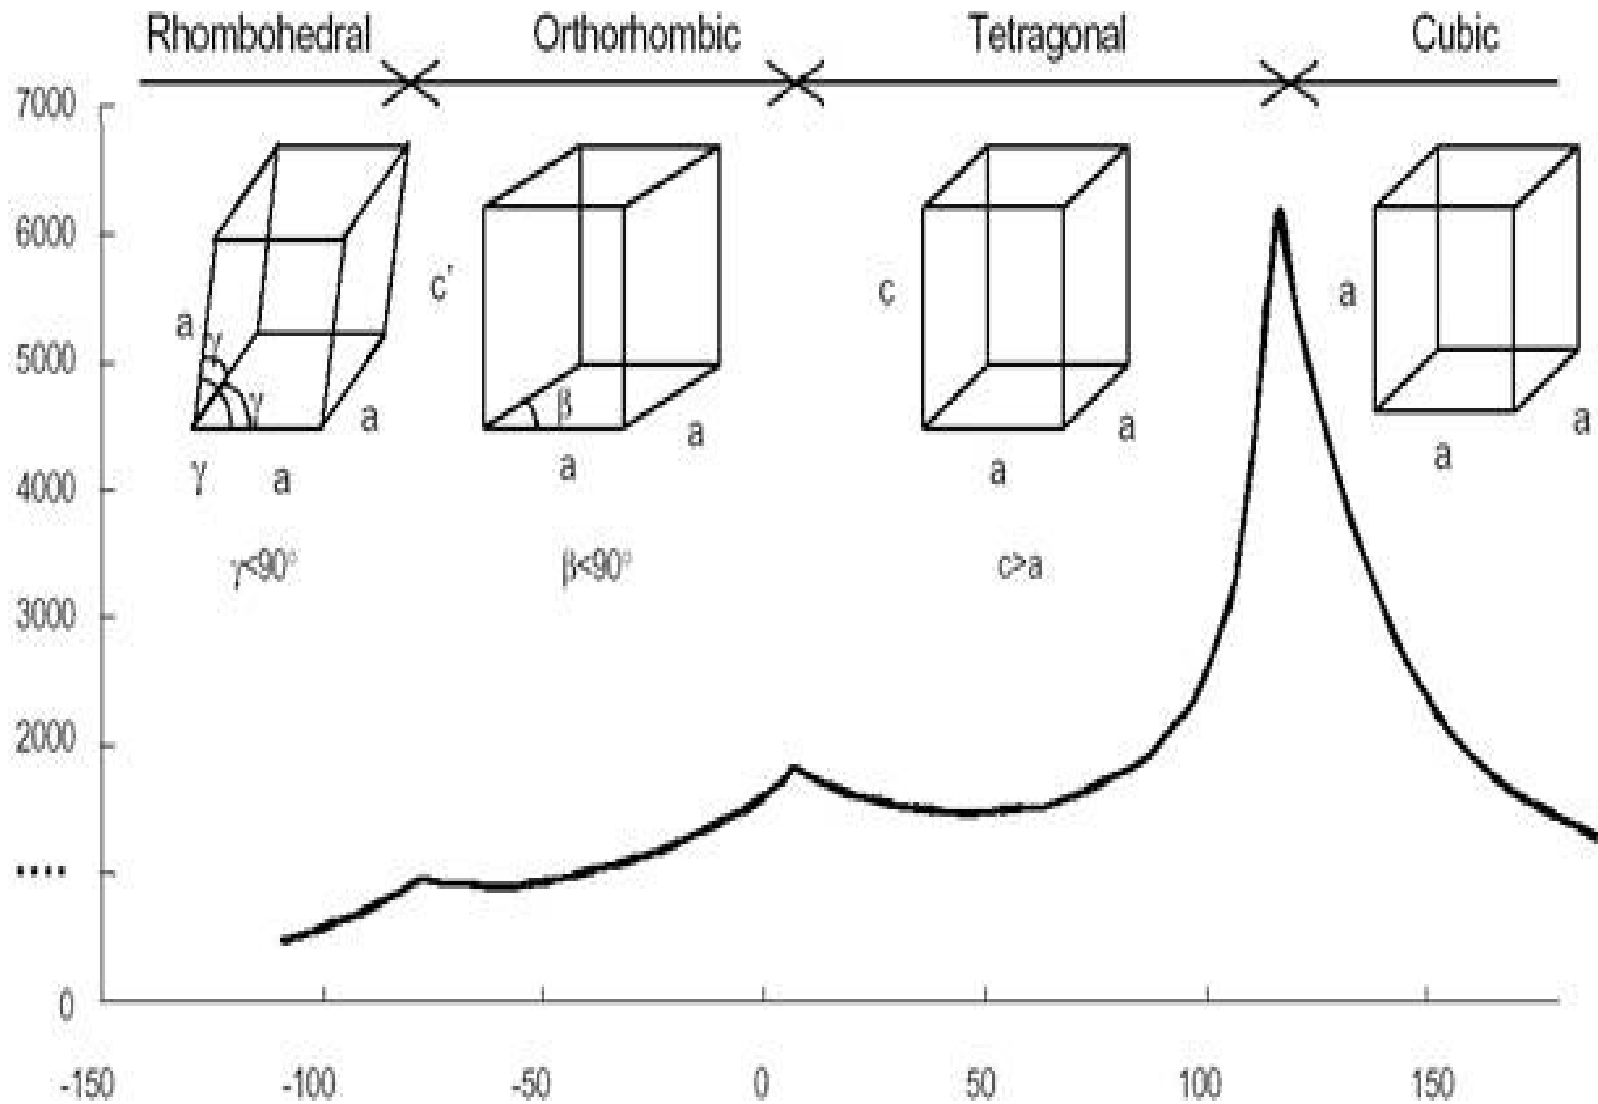 Rhombohedral Orthorhombic Tetragonal Cubic
7000
6000
5000
4000
3000
2000
....
0
a γ γ γ a a
c' β a a
c a a
a a a
γ<90°
β<90°
c>a
-150 -100 -50 0 50 100 150